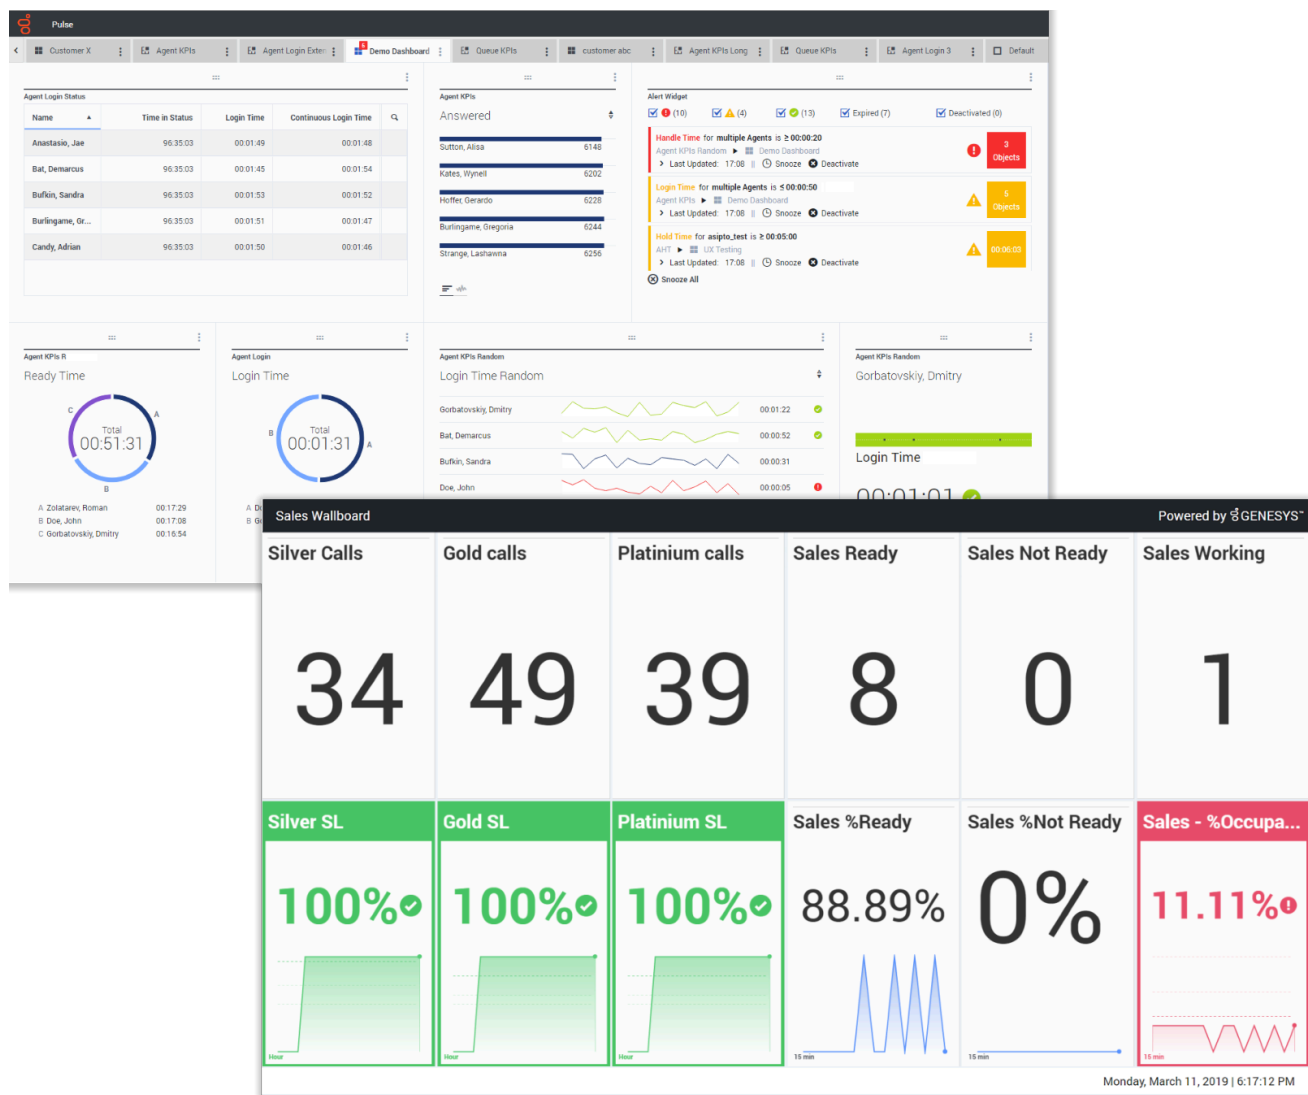 Pulse
Customer X Agent KPIs Agent Login Exten 5 Demo Dashboard Queue KPIs customer abc Agent KPIs Long Queue KPIs Agent Login 3 Default
Agent Login Status
Name Time in Status Login Time Continuous Login Time
Anastasio, Jae 96:35:03 00:01:49 00:01:48
Bat, Demarcus 96:35:03 00:01:45 00:01:54
Bufkin, Sandra 96:35:03 00:01:53 00:01:52
Burlingame, Gr... 96:35:03 00:01:51 00:01:47
Candy, Adrian 96:35:03 00:01:50 00:01:46
Agent KPIs
Answered
Sutton, Alisa 6148
Kates, Wynell 6202
Hoffer, Gerardo 6228
Burlingame, Gregoria 6244
Strange, Lashawna 6256
Alert Widget
(10) (4) (13) Expired (7) Deactivated (0)
Handle Time for multiple Agents is ≥ 00:00:20
Agent KPIs Random Demo Dashboard
Last Updated: 17:08 || Snooze Deactivate
3
Objects
Login Time for multiple Agents is ≤ 00:00:50
Agent KPIs Demo Dashboard
Last Updated: 17:08 || Snooze Deactivate
5
Objects
Hold Time for asipto_test is ≥ 00:05:00
AHT UX Testing
Last Updated: 17:08 || Snooze Deactivate
00:06:03
Snooze All
Agent KPIs R
Ready Time
C A B
Total
00:51:31
A Zolatarev, Roman 00:17:29
B Doe, John 00:17:08
C Gorbatovskiy, Dmitry 00:16:54
Agent Login
Login Time
B A
Total
00:01:31
A D
B G
Agent KPIs Random
Login Time Random
Gorbatovskiy, Dmitry 00:01:22
Bat, Demarcus 00:00:52
Bufkin, Sandra 00:00:31
Doe, John 00:00:05
Agent KPIs Random
Gorbatovskiy, Dmitry
Login Time
00:01:01
Sales Wallboard Powered by GENESYS™
Silver Calls Gold calls Platinium calls Sales Ready Sales Not Ready Sales Working
34 49 39 8 0 1
Silver SL Gold SL Platinium SL Sales %Ready Sales %Not Ready Sales - %Occupa...
100% 100% 100% 88.89% 0% 11.11%
Hour Hour Hour 15 min 15 min 15 min
Monday, March 11, 2019 | 6:17:12 PM